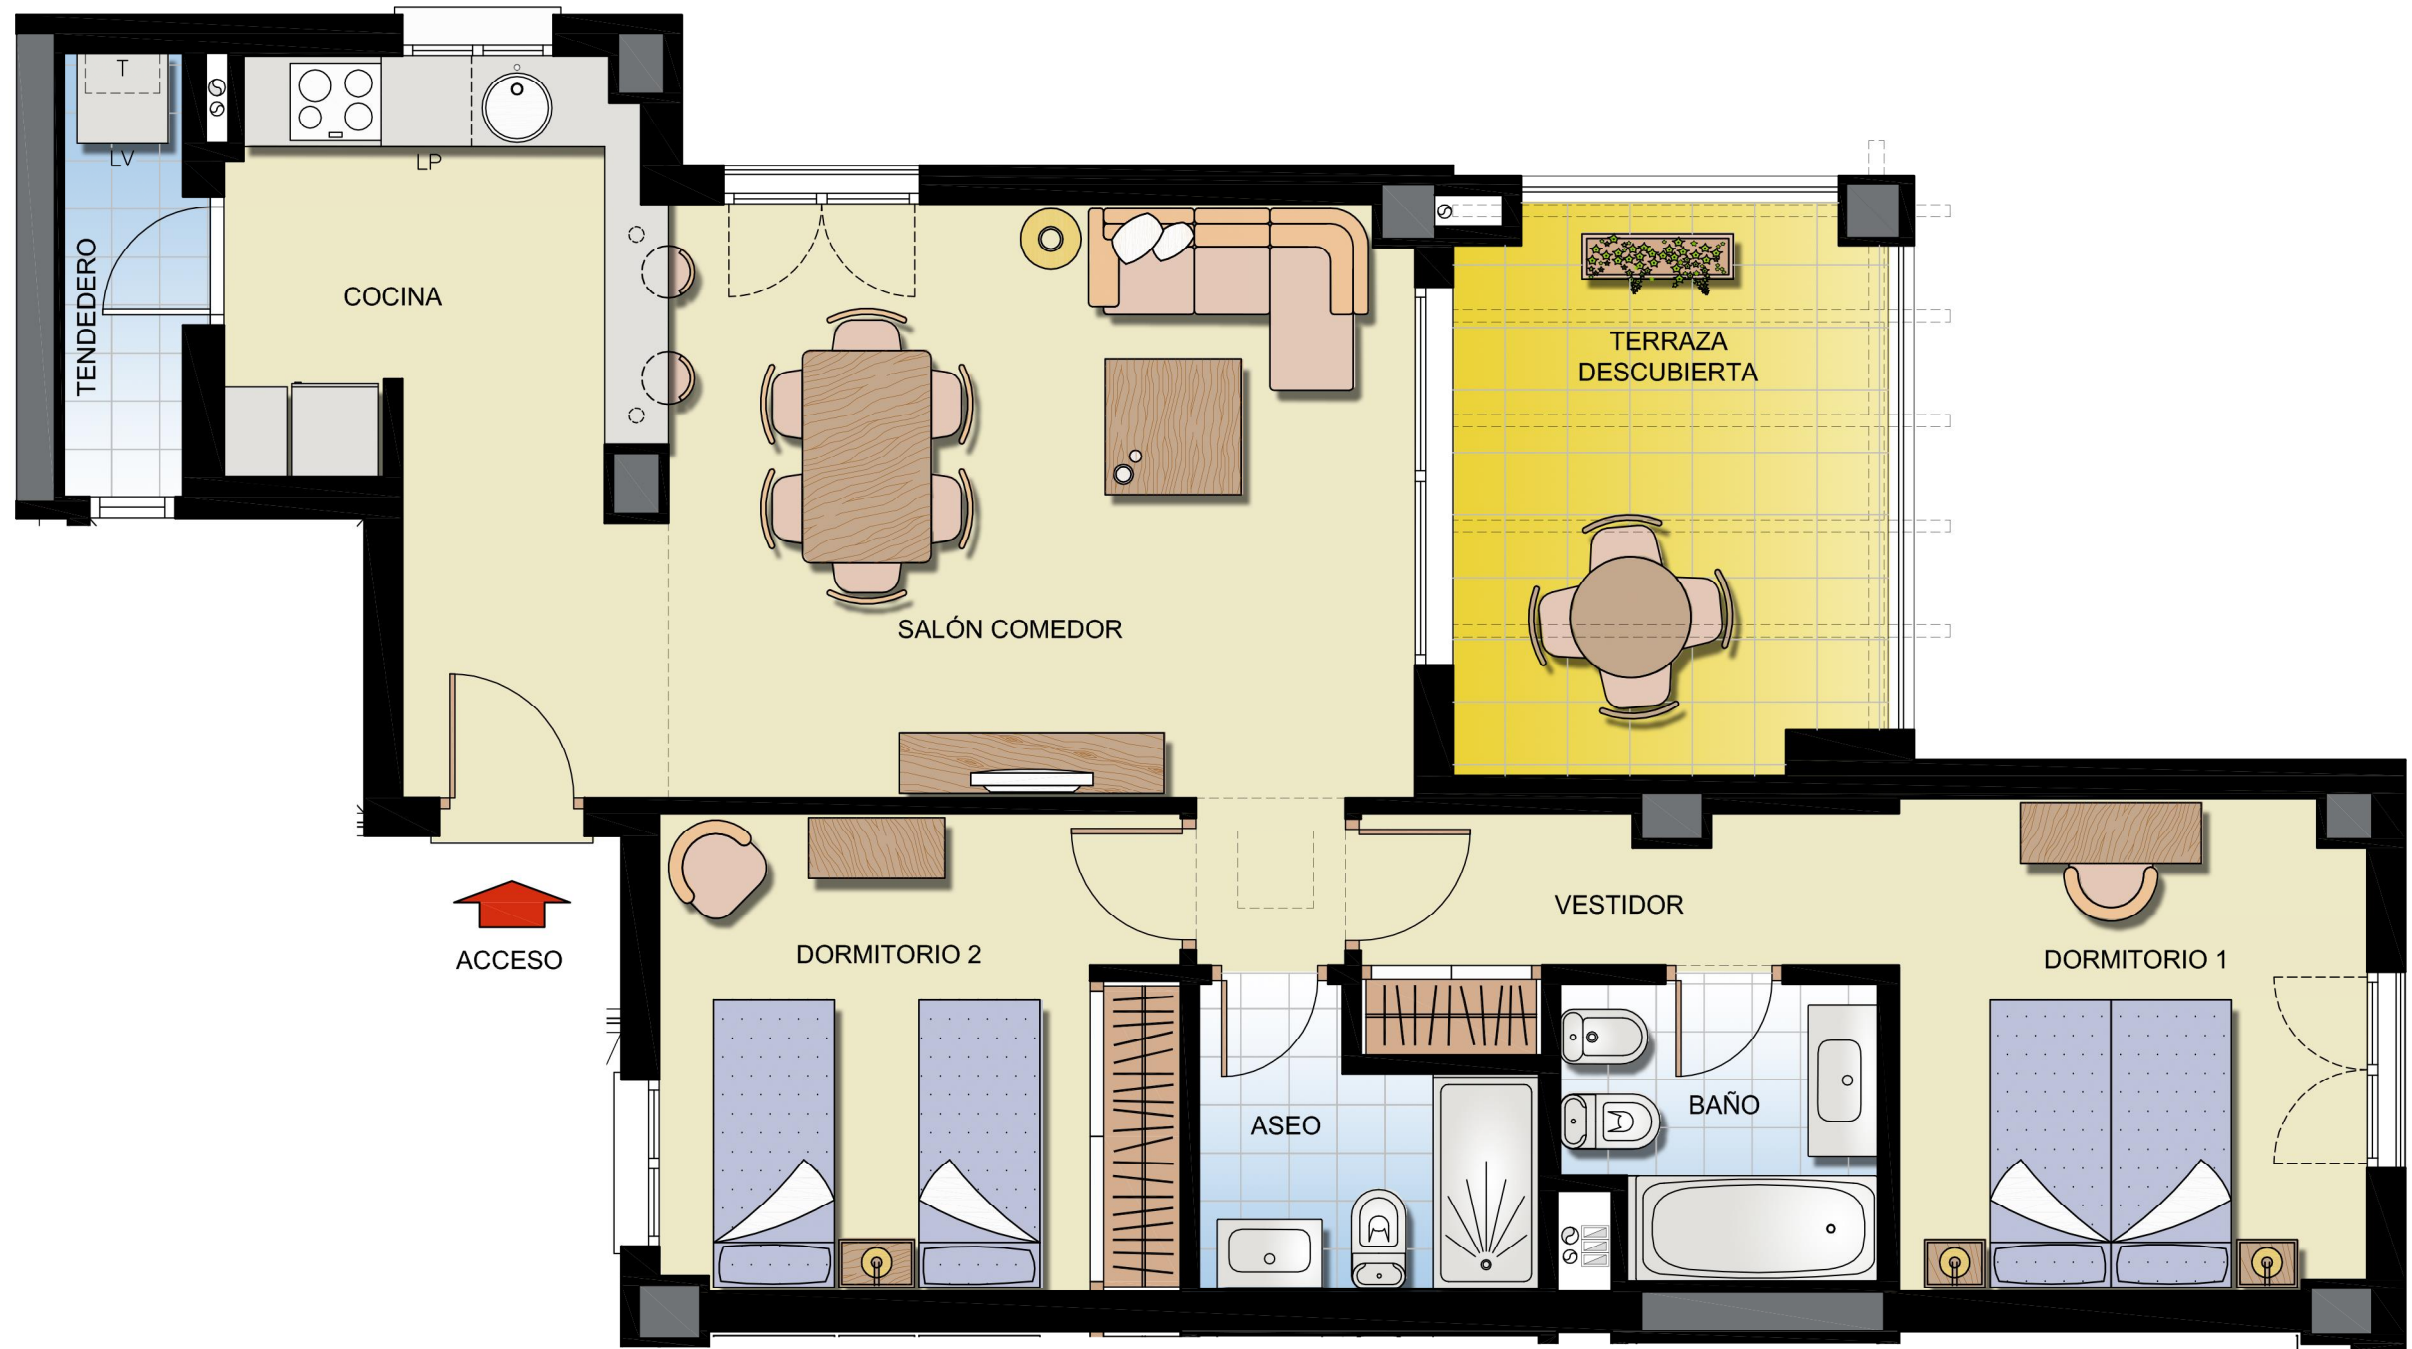 T
LV
LP
TENDEDERO
COCINA
TERRAZA
DESCUBIERTA
SALÓN COMEDOR
VESTIDOR
ACCESO
DORMITORIO 2
DORMITORIO 1
ASEO
BAÑO